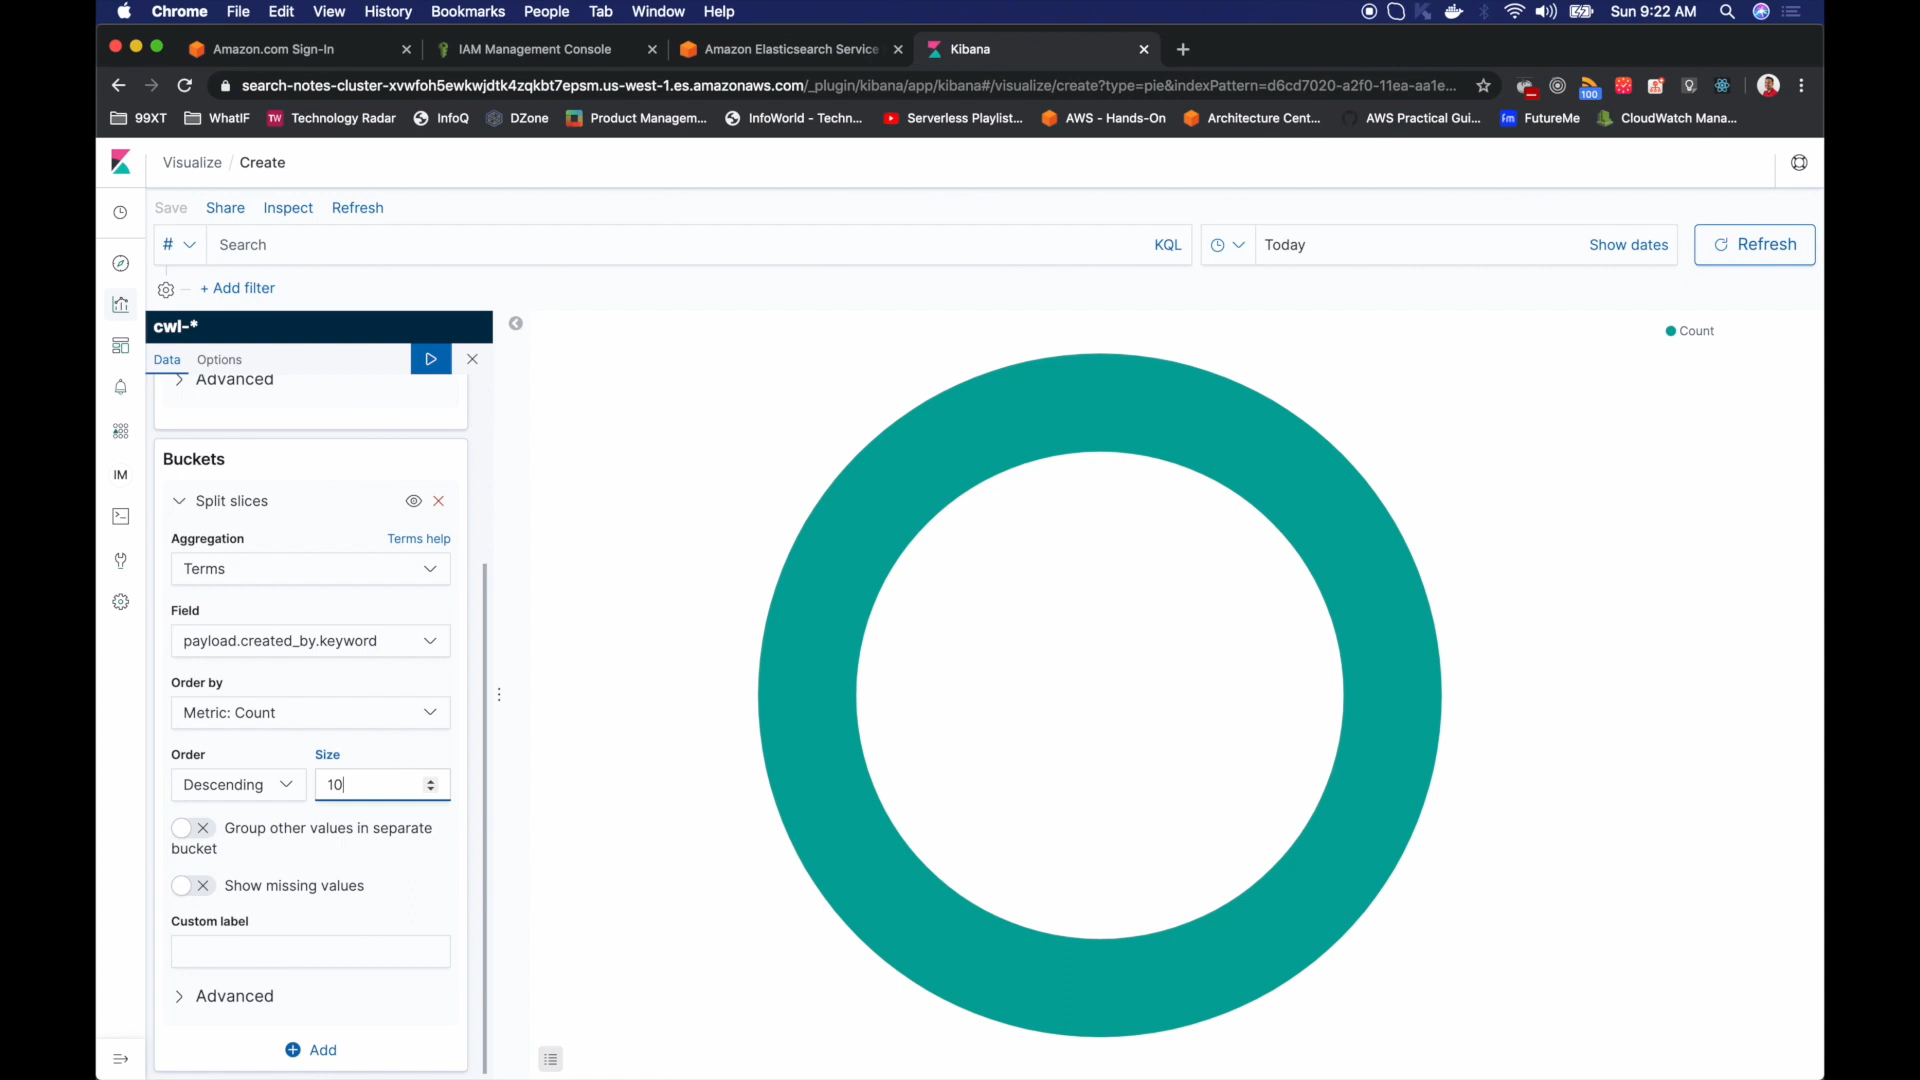 Chrome File Edit View History Bookmarks People Tab Window Help Sun 9:22 AM
Amazon.com Sign-In IAM Management Console Amazon Elasticsearch Service Kibana
search-notes-cluster-xvwfoh5ewkwjdtk4zqkbt7epsm.us-west-1.es.amazonaws.com/_plugin/kibana/app/kibana#/visualize/create?type=pie&indexPattern=d6cd7020-a2f0-11ea-aa1e... 100
99XT WhatIF TW Technology Radar InfoQ DZone Product Managem... InfoWorld - Techn... Serverless Playlist... AWS - Hands-On Architecture Cent... AWS Practical Gui... fm FutureMe CloudWatch Mana...
Visualize / Create
Save Share Inspect Refresh
# Search KQL Today Show dates Refresh
+ Add filter
cwl-*
Count
Data Options
Advanced
Buckets
IM
Split slices
Aggregation Terms help
Terms
Field
payload.created_by.keyword
Order by
Metric: Count
Order Size
Descending 10
Group other values in separate
bucket
Show missing values
Custom label
Advanced
Add